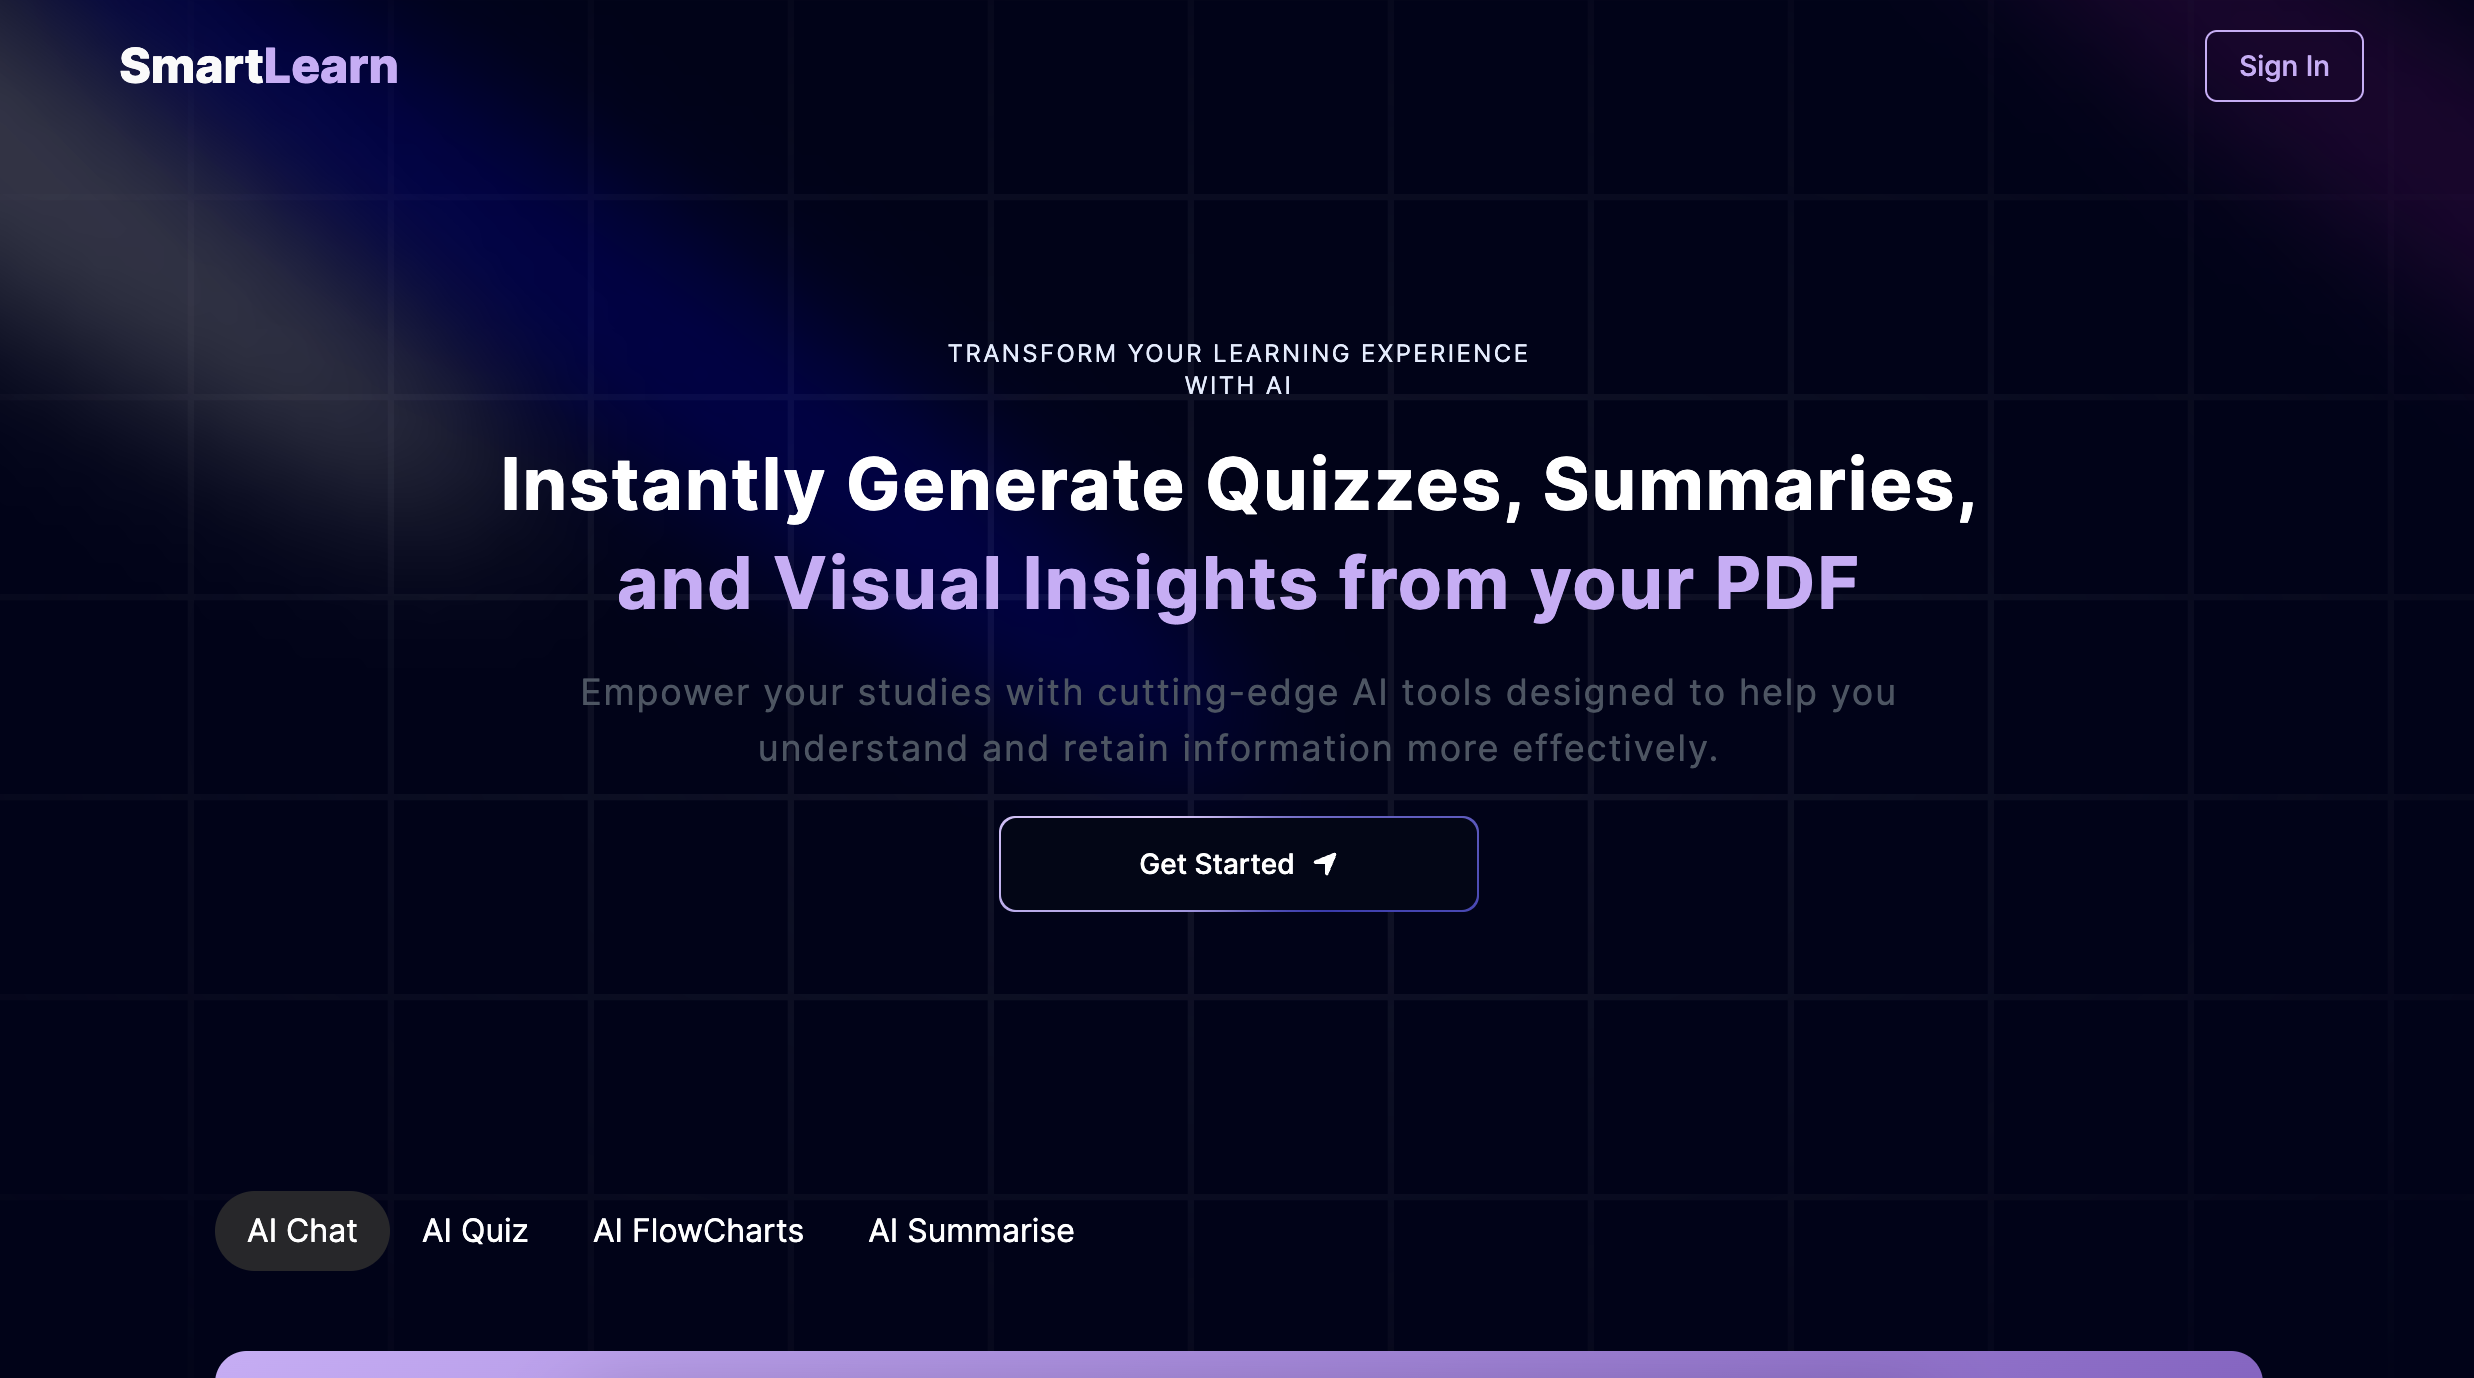 SmartLearn
Sign In
TRANSFORM YOUR LEARNING EXPERIENCE
WITH AI
Instantly Generate Quizzes, Summaries,
and Visual Insights from your PDF
Empower your studies with cutting-edge AI tools designed to help you
understand and retain information more effectively.
Get Started
AI Chat
AI Quiz
AI FlowCharts
AI Summarise